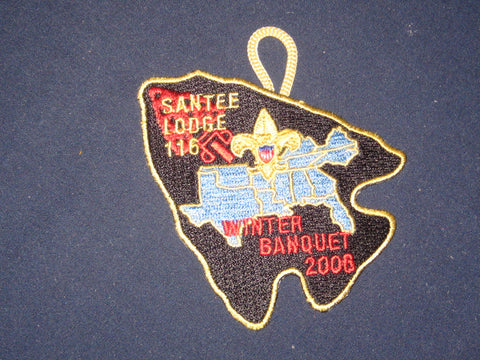 SANTEE
LODGE
116
WINTER
BANQUET
2008